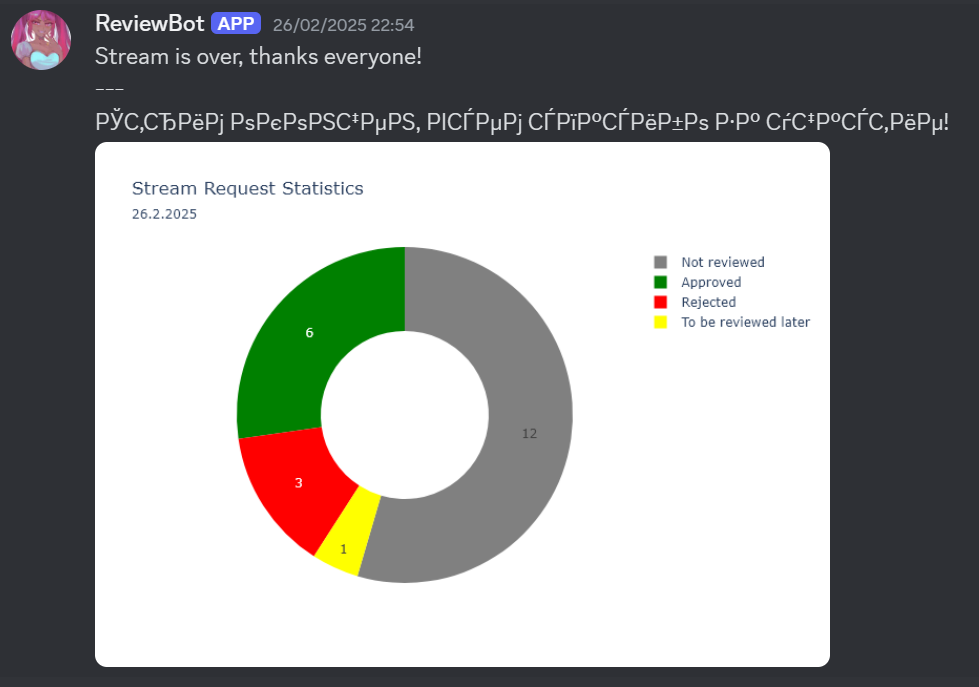 ReviewBot APP 26/02/2025 22:54
Stream is over, thanks everyone!
---
РЎС‚СЂРёРј РѕРєРѕРЅС‡РµРЅ, РІСЃРµРј СЃРїР°СЃРёР±Рѕ Р·Р° СѓС‡Р°СЃС‚РёРµ!
Stream Request Statistics
26.2.2025
Not reviewed
Approved
Rejected
To be reviewed later
6
12
3
1